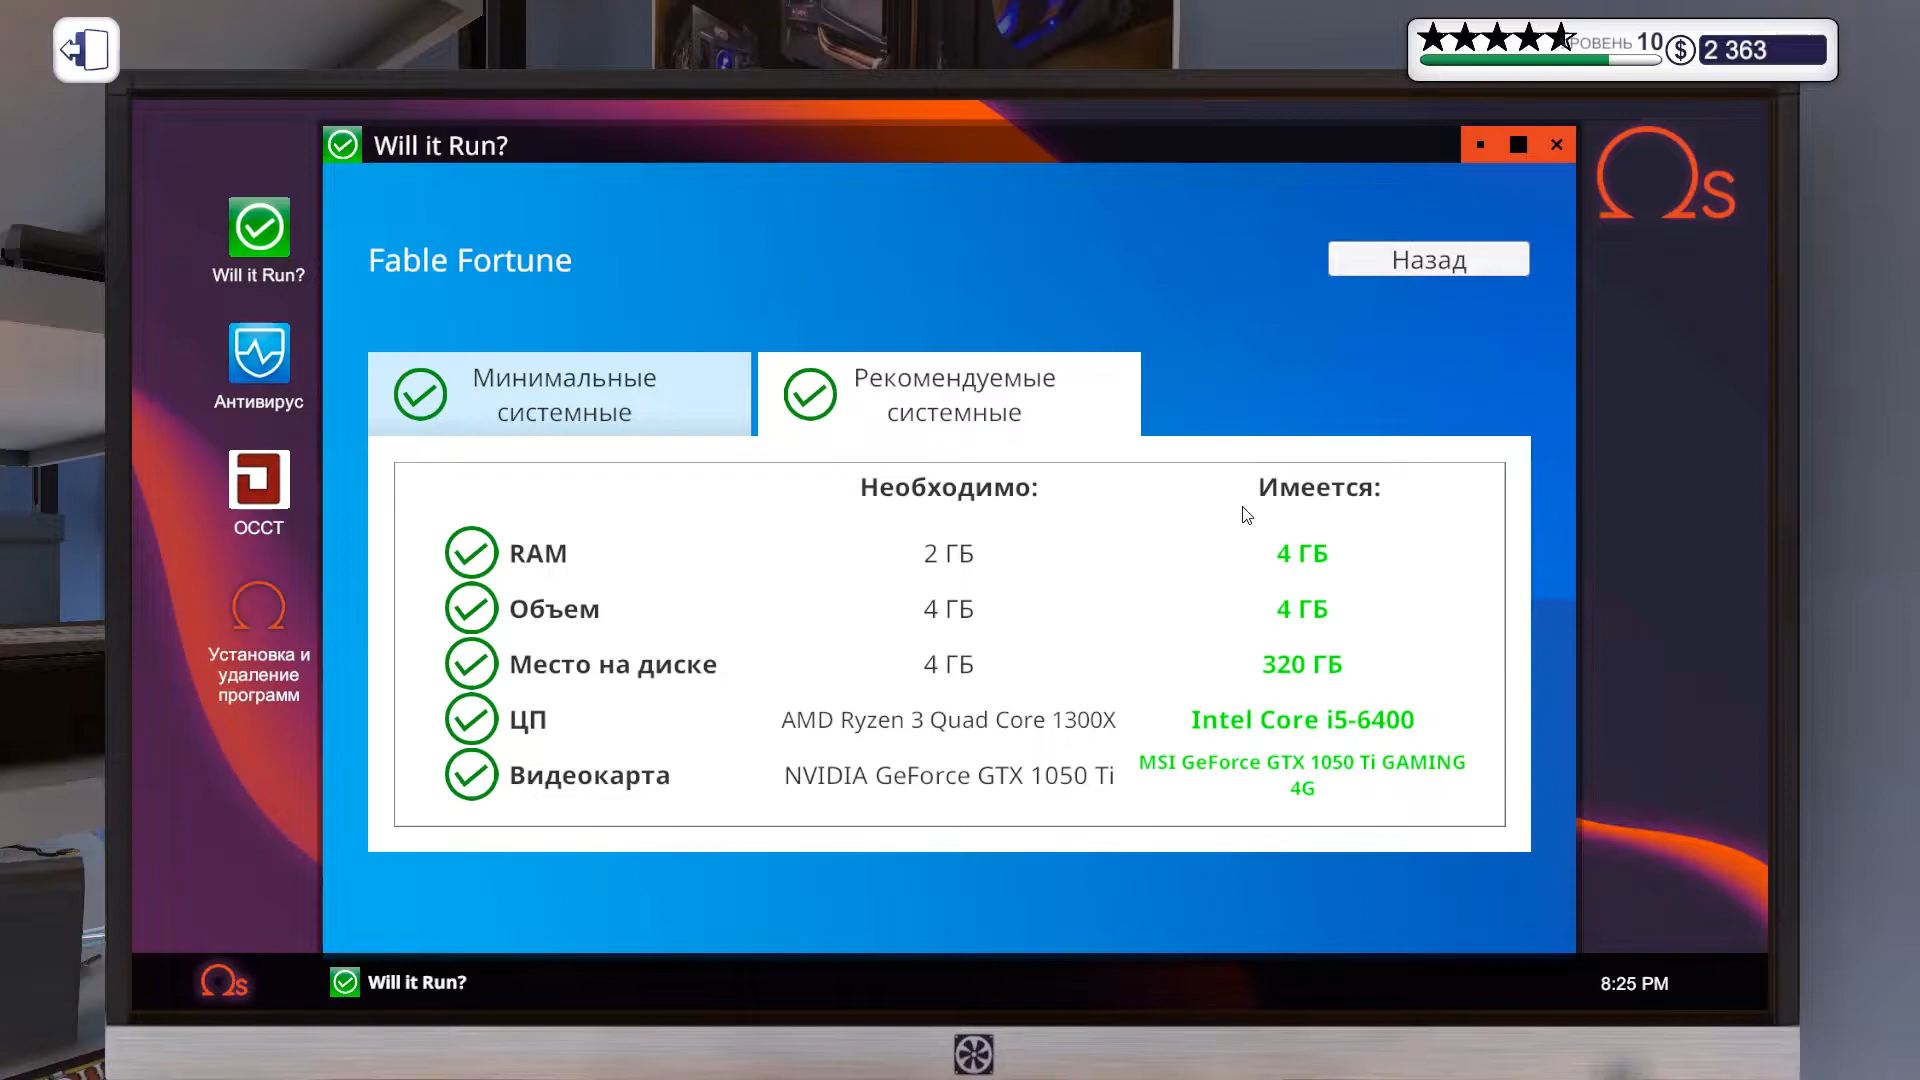 РОВЕНЬ 10
$ 2 363
Will it Run?
Ωs
Fable Fortune
Назад
Will it Run?
Антивирус
OCCT
Установка и
удаление
программ
Минимальные
системные
Рекомендуемые
системные
Необходимо:
Имеется:
RAM
2 ГБ
4 ГБ
Объем
4 ГБ
4 ГБ
Место на диске
4 ГБ
320 ГБ
ЦП
AMD Ryzen 3 Quad Core 1300X
Intel Core i5-6400
Видеокарта
NVIDIA GeForce GTX 1050 Ti
MSI GeForce GTX 1050 Ti GAMING
4G
Ωs
Will it Run?
8:25 PM